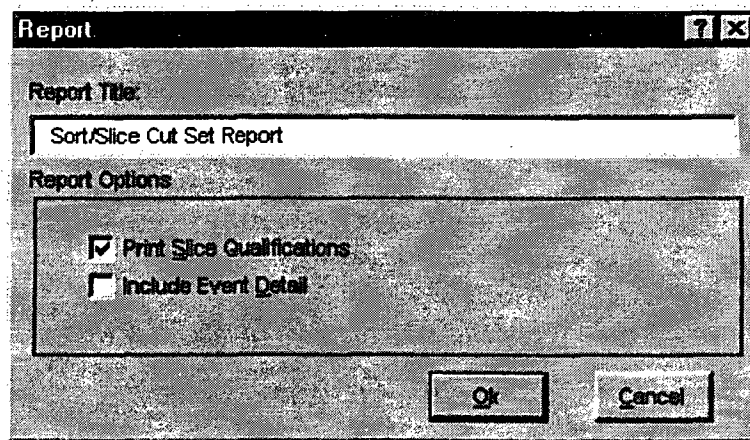 Report
Report Title:
Sort/Slice Cut Set Report
Report Options
Print Slice Qualifications
Include Event Detail
Ok
Cancel